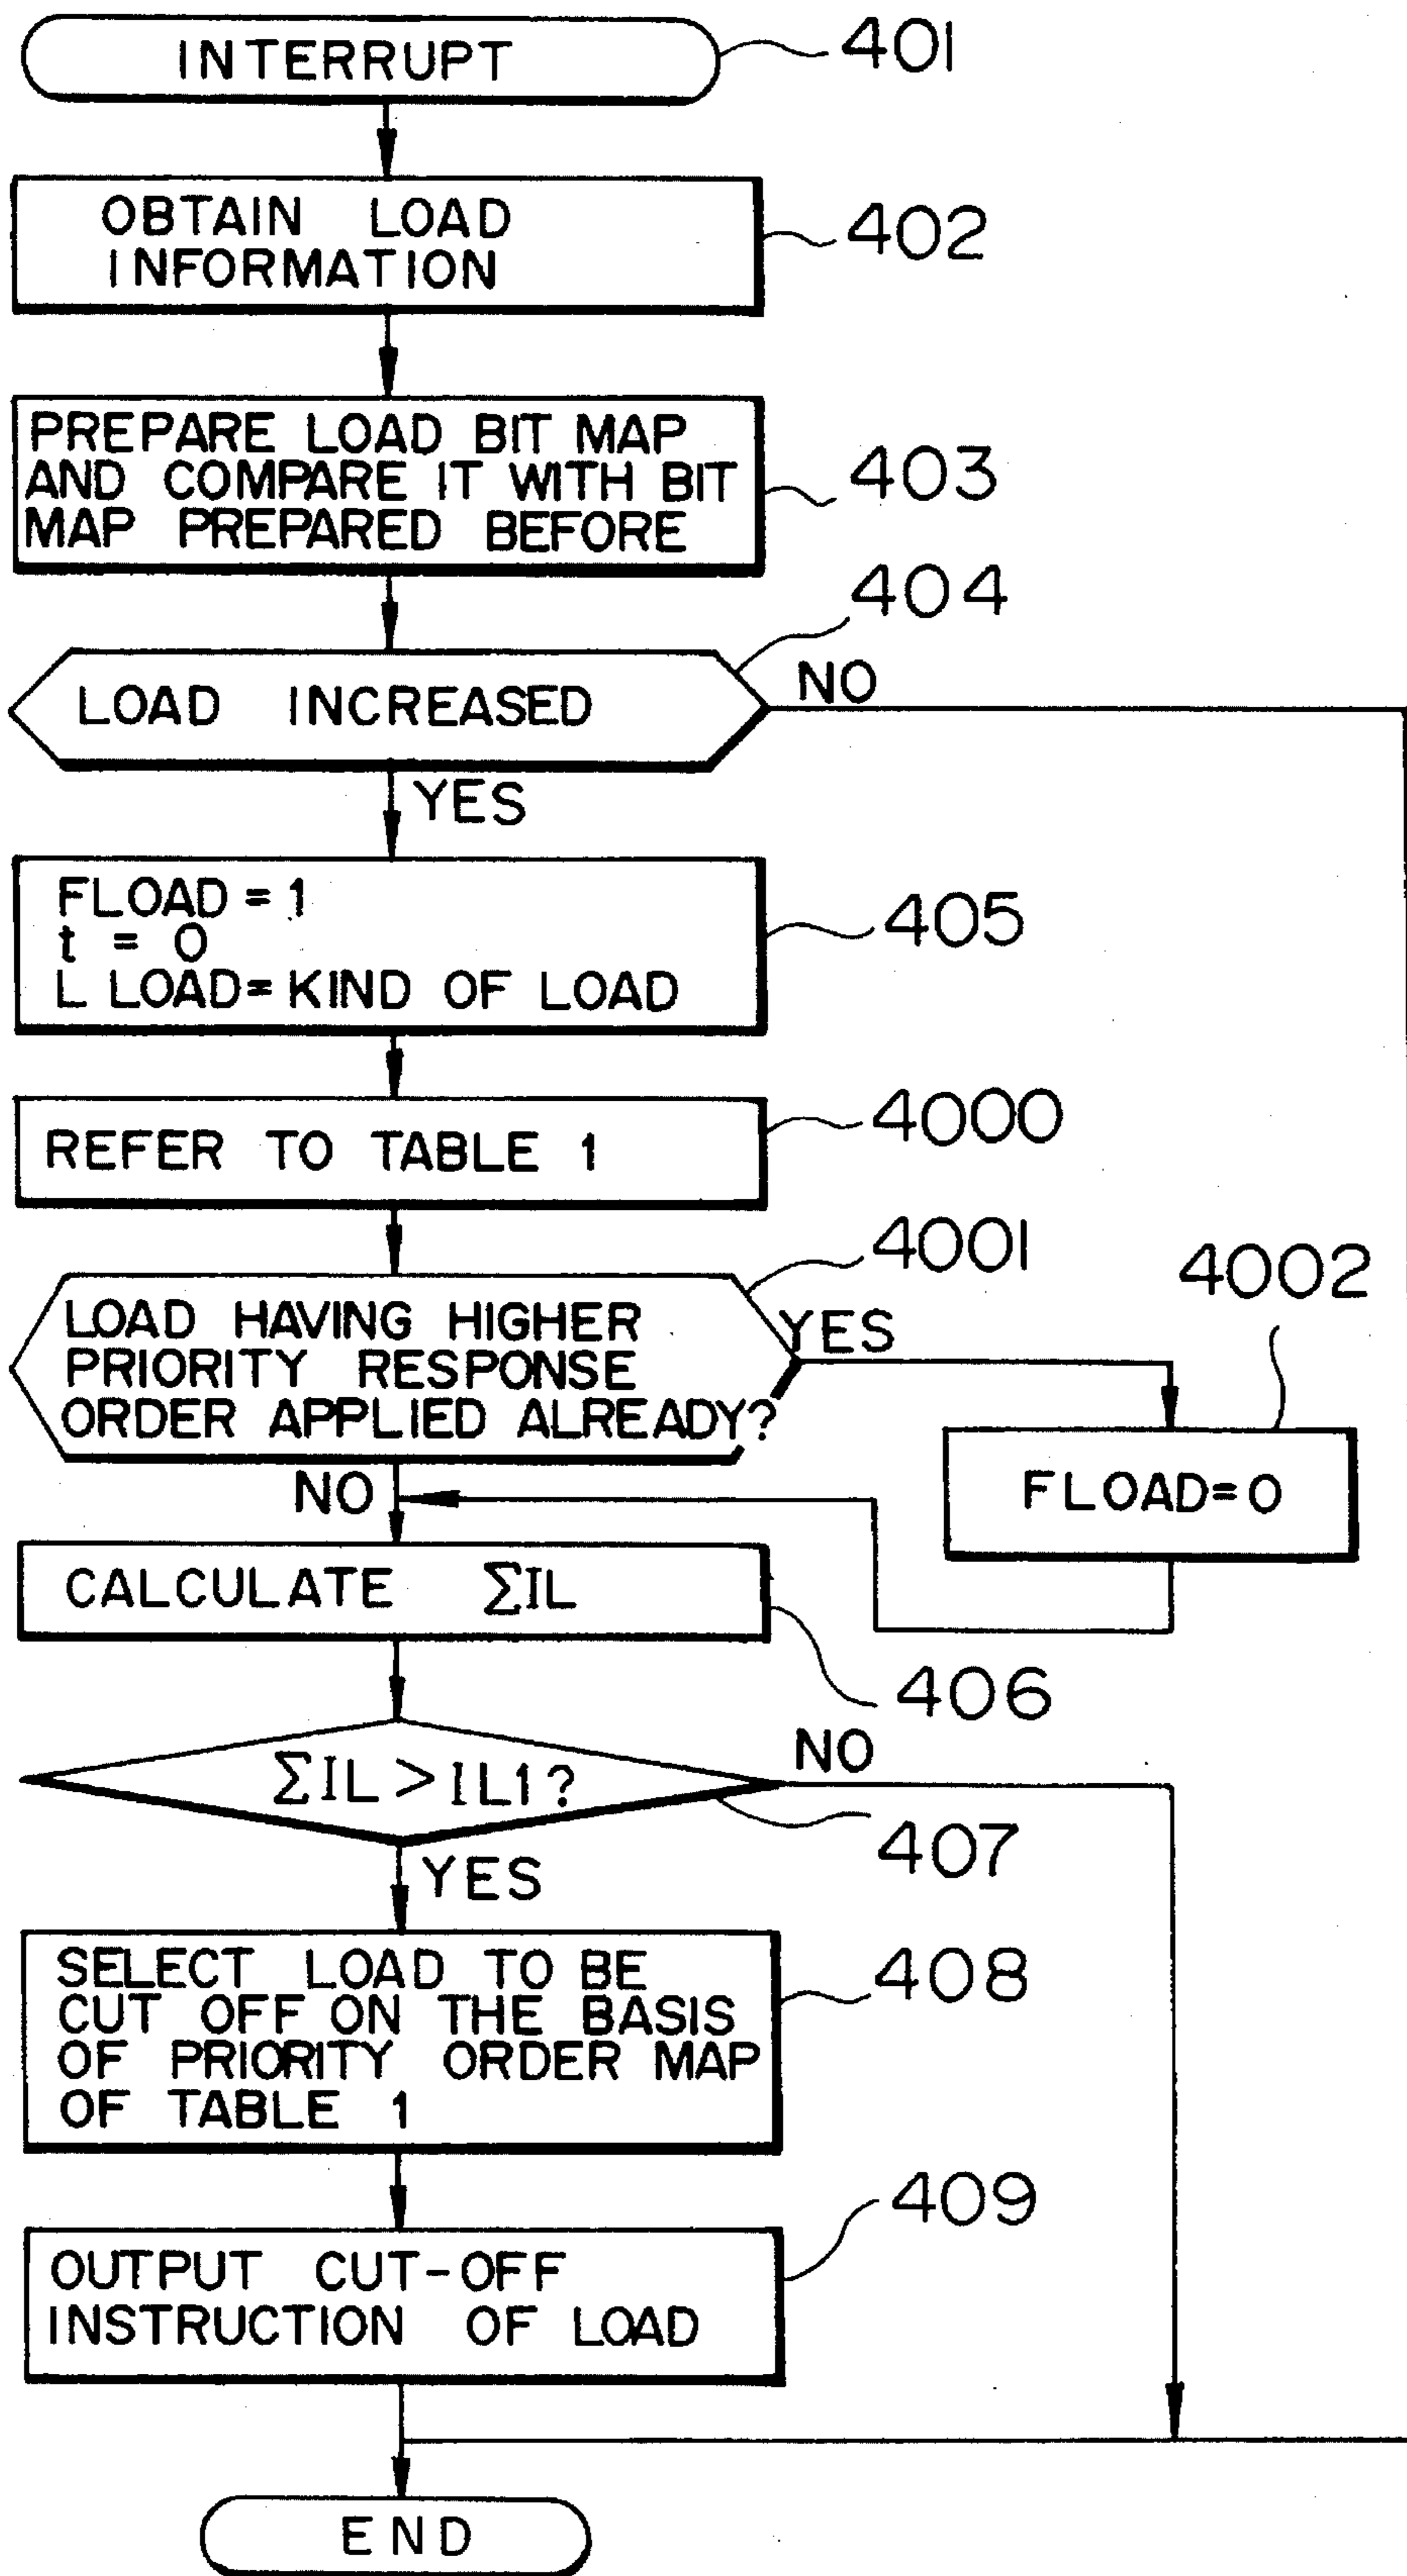 INTERRUPT
401
OBTAIN LOAD
INFORMATION
402
PREPARE LOAD BIT MAP
AND COMPARE IT WITH BIT
MAP PREPARED BEFORE
403
404
LOAD INCREASED
NO
YES
FLOAD = 1
t = 0
L LOAD = KIND OF LOAD
405
REFER TO TABLE 1
4000
4001
LOAD HAVING HIGHER
PRIORITY RESPONSE
ORDER APPLIED ALREADY?
YES
4002
FLOAD=0
NO
CALCULATE ΣIL
406
ΣIL > IL1?
NO
407
YES
SELECT LOAD TO BE
CUT OFF ON THE BASIS
OF PRIORITY ORDER MAP
OF TABLE 1
408
409
OUTPUT CUT-OFF
INSTRUCTION OF LOAD
END